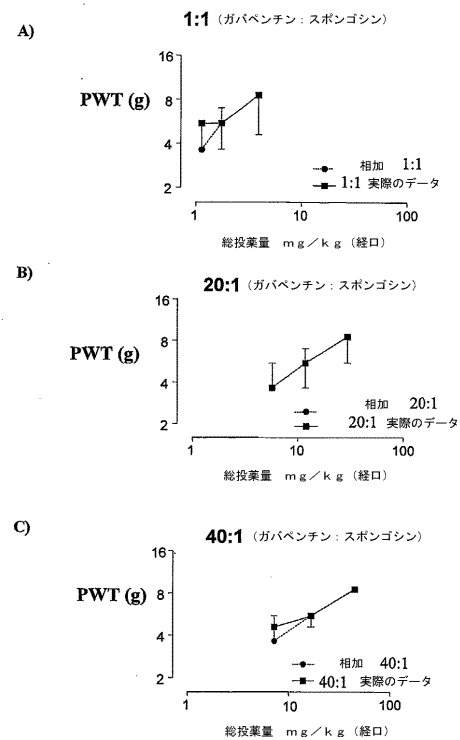 A)
1:1 (ガバペンチン:スポンゴシン)
PWT (g)
16
8
4
2
相加 1:1
1:1 実際のデータ
1
10
100
総投薬量 mg/kg (経口)
B)
20:1 (ガバペンチン:スポンゴシン)
PWT (g)
16
8
4
2
相加 20:1
20:1 実際のデータ
1
10
100
総投薬量 mg/kg (経口)
C)
40:1 (ガバペンチン:スポンゴシン)
PWT (g)
16
8
4
2
相加 40:1
40:1 実際のデータ
1
10
100
総投薬量 mg/kg (経口)